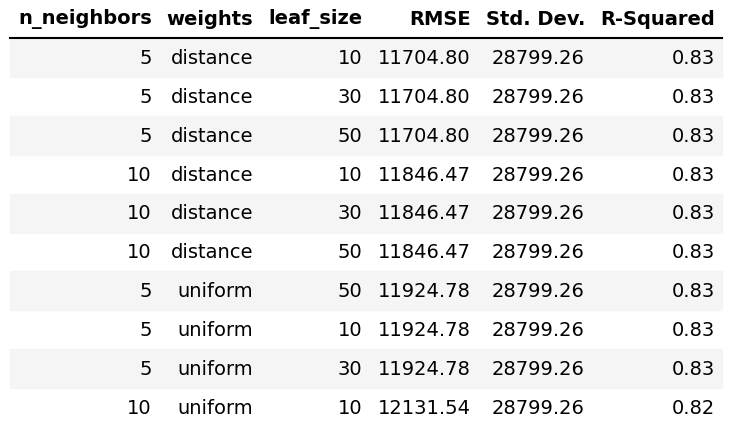 n_neighbors weights leaf_size RMSE Std. Dev. R-Squared
5 distance 10 11704.80 28799.26 0.83
5 distance 30 11704.80 28799.26 0.83
5 distance 50 11704.80 28799.26 0.83
10 distance 10 11846.47 28799.26 0.83
10 distance 30 11846.47 28799.26 0.83
10 distance 50 11846.47 28799.26 0.83
5 uniform 50 11924.78 28799.26 0.83
5 uniform 10 11924.78 28799.26 0.83
5 uniform 30 11924.78 28799.26 0.83
10 uniform 10 12131.54 28799.26 0.82